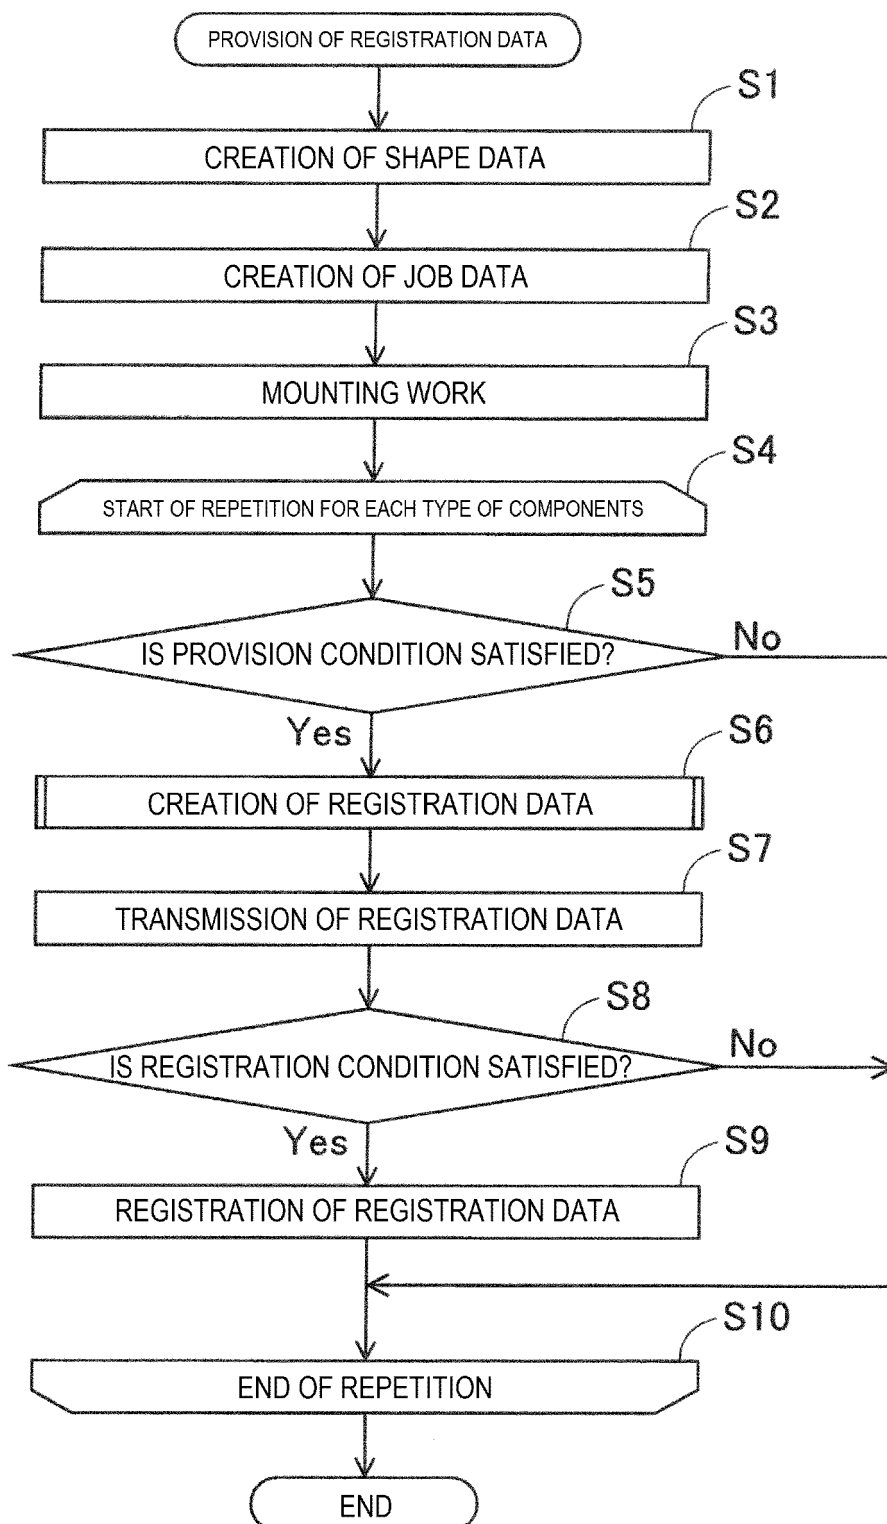 PROVISION OF REGISTRATION DATA
S1
CREATION OF SHAPE DATA
S2
CREATION OF JOB DATA
S3
MOUNTING WORK
S4
START OF REPETITION FOR EACH TYPE OF COMPONENTS
S5
IS PROVISION CONDITION SATISFIED?
No
Yes
S6
CREATION OF REGISTRATION DATA
S7
TRANSMISSION OF REGISTRATION DATA
S8
IS REGISTRATION CONDITION SATISFIED?
No
Yes
S9
REGISTRATION OF REGISTRATION DATA
S10
END OF REPETITION
END